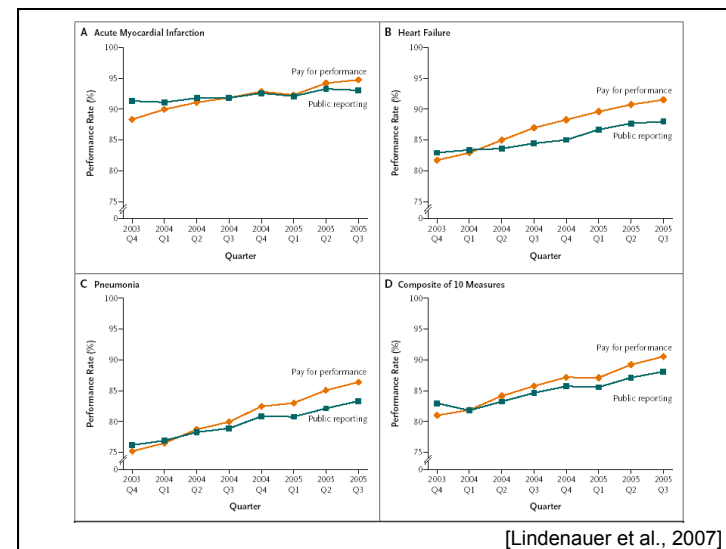 A Acute Myocardial Infarction
100
95
90
85
80
75
0
Performance Rate (%)
Pay for performance
Public reporting
2003 2004 2004 2004 2004 2005 2005 2005
Q4 Q1 Q2 Q3 Q4 Q1 Q2 Q3
Quarter
B Heart Failure
100
95
90
85
80
75
0
Performance Rate (%)
Pay for performance
Public reporting
2003 2004 2004 2004 2004 2005 2005 2005
Q4 Q1 Q2 Q3 Q4 Q1 Q2 Q3
Quarter
C Pneumonia
100
95
90
85
80
75
0
Performance Rate (%)
Pay for performance
Public reporting
2003 2004 2004 2004 2004 2005 2005 2005
Q4 Q1 Q2 Q3 Q4 Q1 Q2 Q3
Quarter
D Composite of 10 Measures
100
95
90
85
80
75
0
Performance Rate (%)
Pay for performance
Public reporting
2003 2004 2004 2004 2004 2005 2005 2005
Q4 Q1 Q2 Q3 Q4 Q1 Q2 Q3
Quarter
[Lindenauer et al., 2007]